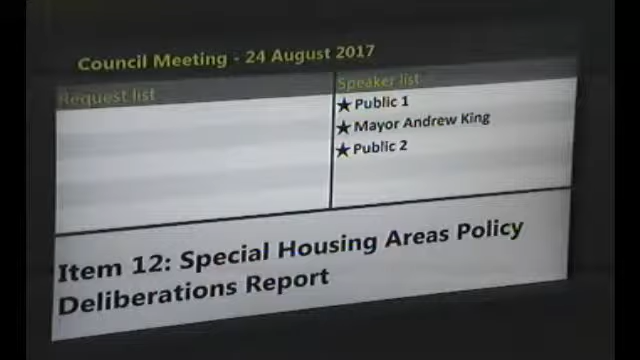 Council Meeting - 24 August 2017
Request list
Speaker list
★ Public 1
★ Mayor Andrew King
★ Public 2
Item 12: Special Housing Areas Policy
Deliberations Report